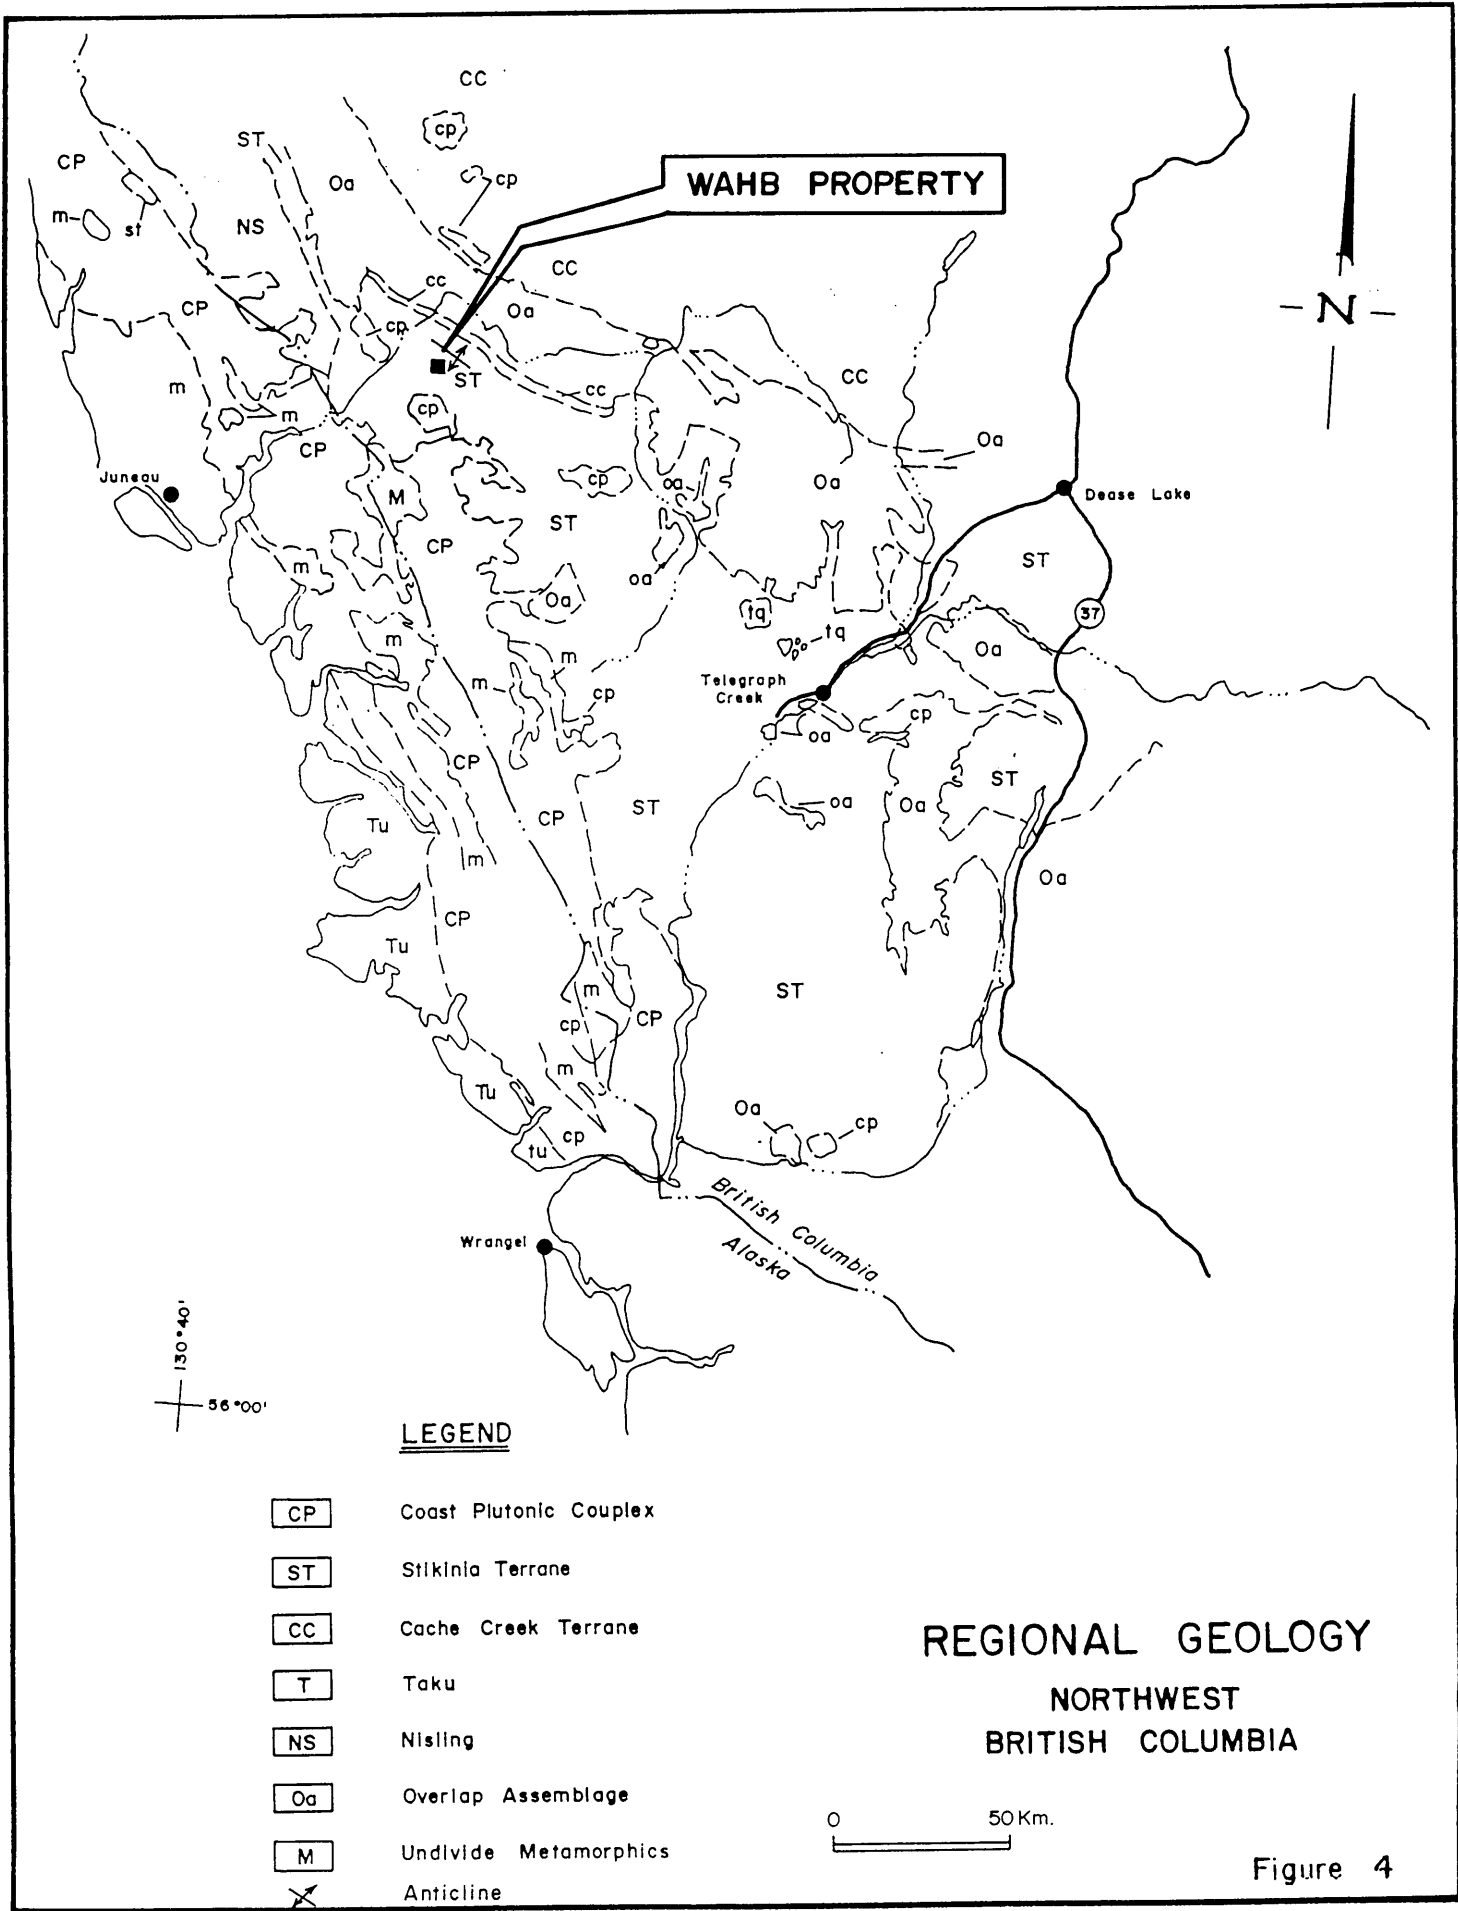 CC
cp
ST
CP
Oa
cp
WAHB PROPERTY
m
st
NS
CC
cc
CP
Oa
cp
N
ST
CC
m
cc
cp
m
Oa
CP
Juneau
M
cp
oa
Oa
Dease Lake
ST
CP
ST
m
oa
Oa
tq
37
m
tq
Oa
m
m
Telegraph
Creek
cp
cp
oa
CP
ST
oa
Oa
CP
ST
Tu
m
Oa
CP
Tu
m
ST
cp
CP
m
Tu
Oa
cp
cp
tu
British Columbia
Alaska
Wrangel
130°40'
56°00'
LEGEND
CP Coast Plutonic Couplex
ST Stikinia Terrane
CC Cache Creek Terrane
T Taku
NS Nisling
Oa Overlap Assemblage
M Undivide Metamorphics
Anticline
REGIONAL GEOLOGY
NORTHWEST
BRITISH COLUMBIA
0 50 Km.
Figure 4